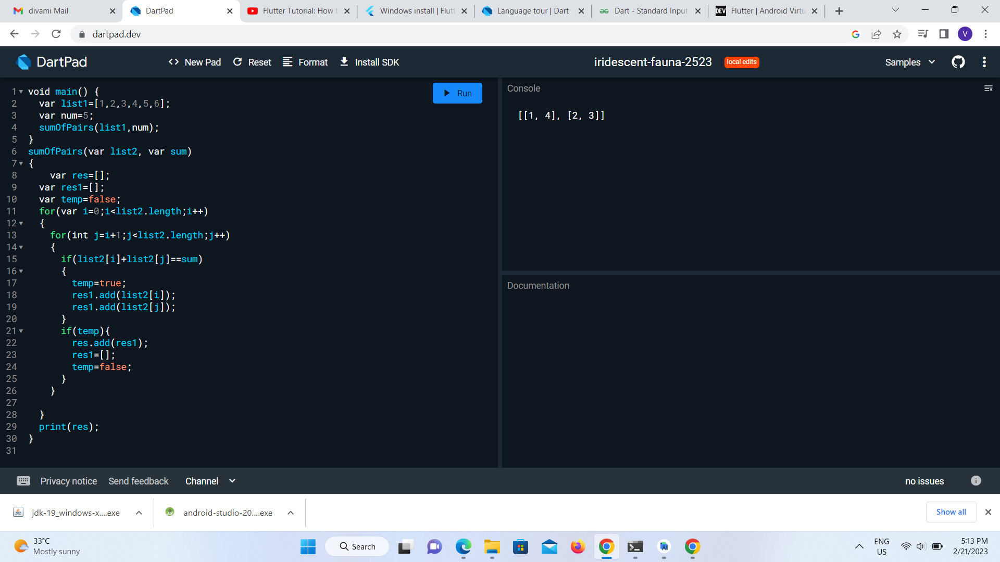 divami Mail
DartPad
Flutter Tutorial: How t
Windows install | Flutt
Language tour | Dart
Dart - Standard Input
DEV Flutter | Android Virtu
dartpad.dev
V
DartPad
<> New Pad
Reset
Format
Install SDK
iridescent-fauna-2523
local edits
Samples
1 void main() {
2 var list1=[1,2,3,4,5,6];
3 var num=5;
4 sumOfPairs(list1,num);
5 }
6 sumOfPairs(var list2, var sum)
7 {
8 var res=[];
9 var res1=[];
10 var temp=false;
11 for(var i=0;i<list2.length;i++)
12 {
13 for(int j=i+1;j<list2.length;j++)
14 {
15 if(list2[i]+list2[j]==sum)
16 {
17 temp=true;
18 res1.add(list2[i]);
19 res1.add(list2[j]);
20 }
21 if(temp){
22 res.add(res1);
23 res1=[];
24 temp=false;
25 }
26 }
27
28 }
29 print(res);
30 }
31
Run
Console
[[1, 4], [2, 3]]
Documentation
Privacy notice
Send feedback
Channel
no issues
jdk-19_windows-x....exe
android-studio-20....exe
Show all
33°C
Mostly sunny
Search
ENG
US
5:13 PM
2/21/2023